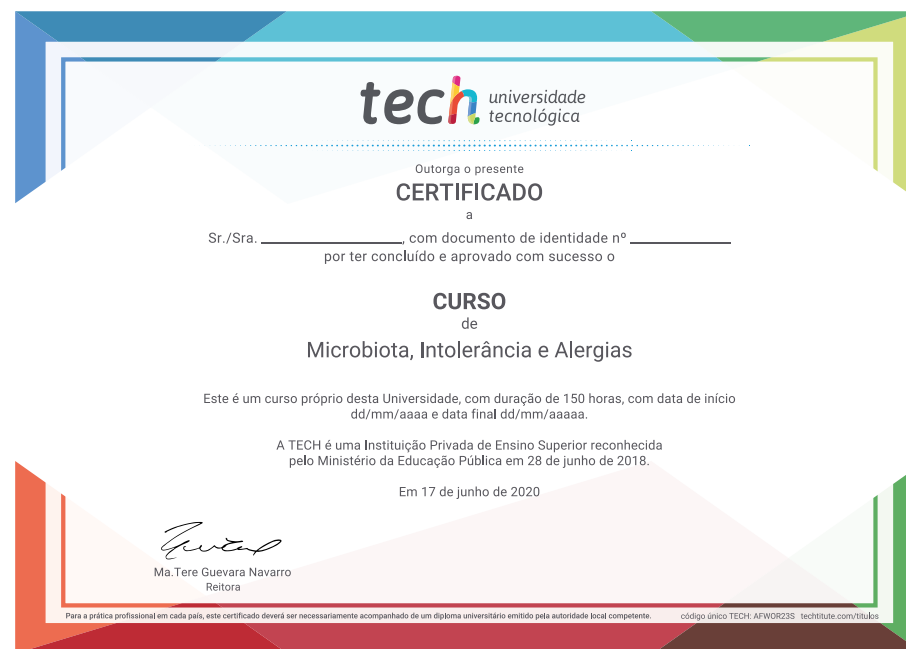 tech universidade
tecnológica
Outorga o presente
CERTIFICADO
a
Sr./Sra. ____________, com documento de identidade nº ____________
por ter concluído e aprovado com sucesso o
CURSO
de
Microbiota, Intolerância e Alergias
Este é um curso próprio desta Universidade, com duração de 150 horas, com data de início
dd/mm/aaaa e data final dd/mm/aaaaa.
A TECH é uma Instituição Privada de Ensino Superior reconhecida
pelo Ministério da Educação Pública em 28 de junho de 2018.
Em 17 de junho de 2020
Ma.Tere Guevara Navarro
Reitora
Para a prática profissional em cada país, este certificado deverá ser necessariamente acompanhado de um diploma universitário emitido pela autoridade local competente. código único TECH: AFWOR23S techtitute.com/titulos